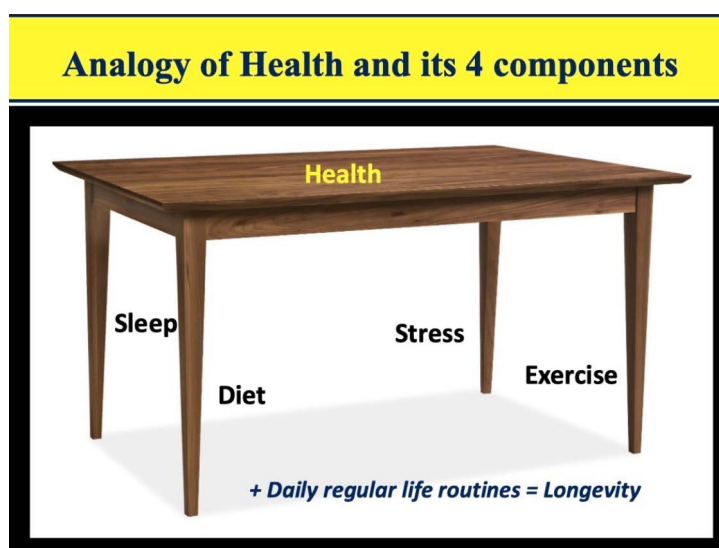 Analogy of Health and its 4 components
Health
Sleep
Stress
Diet
Exercise
+ Daily regular life routines = Longevity